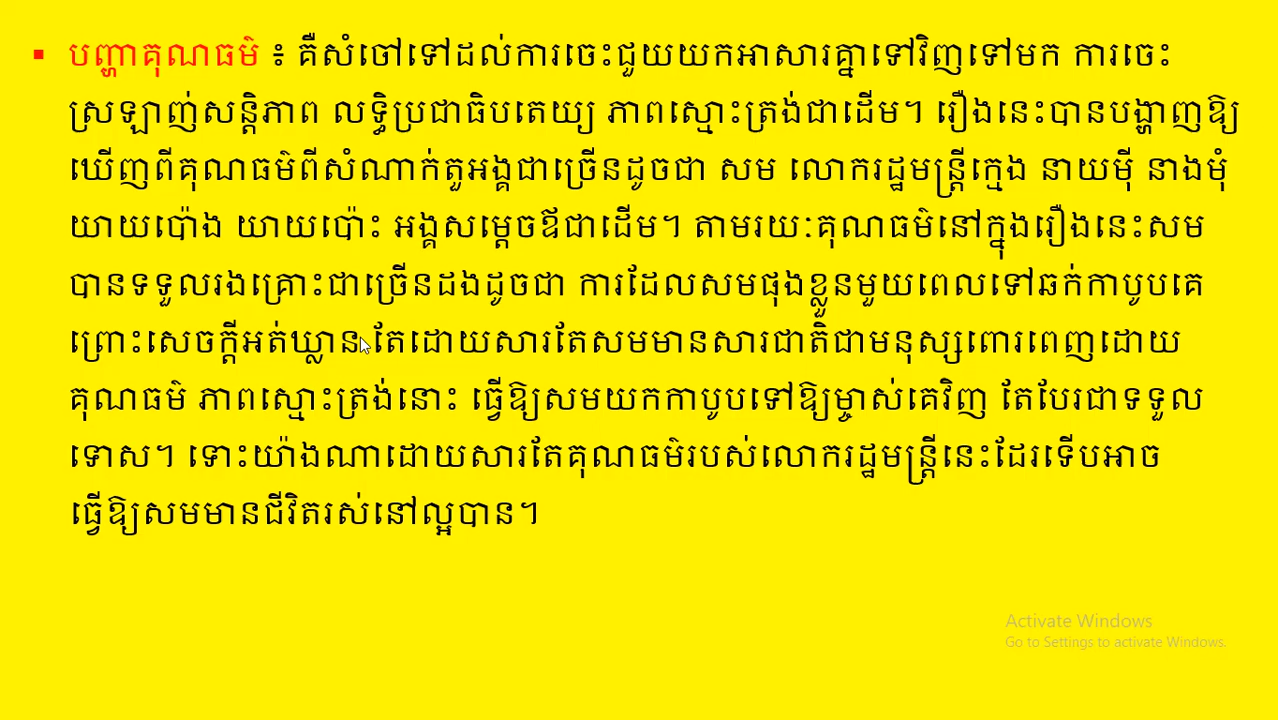 ▪ បញ្ហាគុណធម៌ ៖ គឺសំចៅទៅដល់ការចេះជួយយកអាសារគ្នាទៅវិញទៅមក ការចេះ
ស្រឡាញ់សន្តិភាព លទ្ធិប្រជាធិបតេយ្យ ភាពស្មោះត្រង់ជាដើម។ រឿងនេះបានបង្ហាញឱ្យ
ឃើញពីគុណធម៌ពីសំណាក់តួអង្គជាច្រើនដូចជា សម លោករដ្ឋមន្ត្រីក្មេង នាយម៉ី នាងមុំ
យាយប៉ោង យាយប៉ោះ អង្គសម្តេចឪជាដើម។ តាមរយៈគុណធម៌នៅក្នុងរឿងនេះសម
បានទទួលរងគ្រោះជាច្រើនដងដូចជា ការដែលសមផុងខ្លួនមួយពេលទៅឆក់កាបូបគេ
ព្រោះសេចក្តីអត់ឃ្លាន តែដោយសារតែសមមានសារជាតិជាមនុស្សពោរពេញដោយ
គុណធម៌ ភាពស្មោះត្រង់នោះ ធ្វើឱ្យសមយកកាបូបទៅឱ្យម្ចាស់គេវិញ តែបែរជាទទួល
ទោស។ ទោះយ៉ាងណាដោយសារតែគុណធម៌របស់លោករដ្ឋមន្ត្រីនេះដែរទើបអាច
ធ្វើឱ្យសមមានជីវិតរស់នៅល្អបាន។
Activate Windows
Go to Settings to activate Windows.